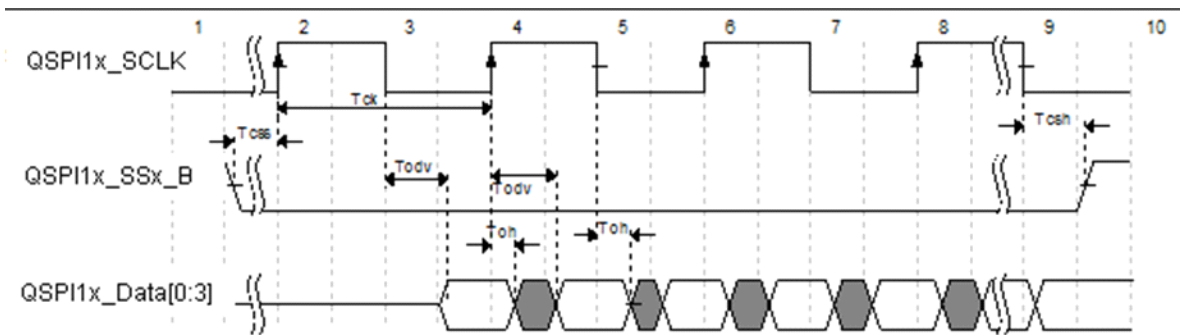 1 2 3 4 5 6 7 8 9 10
QSPI1x_SCLK
Tck
Tcss
Tcsh
QSPI1x_SSx_B
Todv
Todv
Toh
Toh
QSPI1x_Data[0:3]